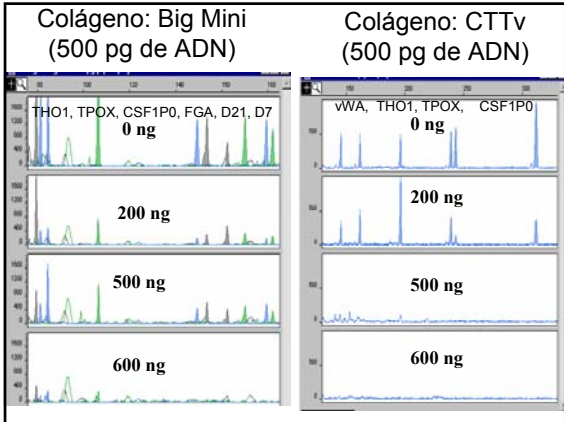 Colágeno: Big Mini
(500 pg de ADN)
THO1, TPOX, CSF1P0, FGA, D21, D7
0 ng
200 ng
500 ng
600 ng
Colágeno: CTTv
(500 pg de ADN)
vWA, THO1, TPOX, CSF1P0
0 ng
200 ng
500 ng
600 ng